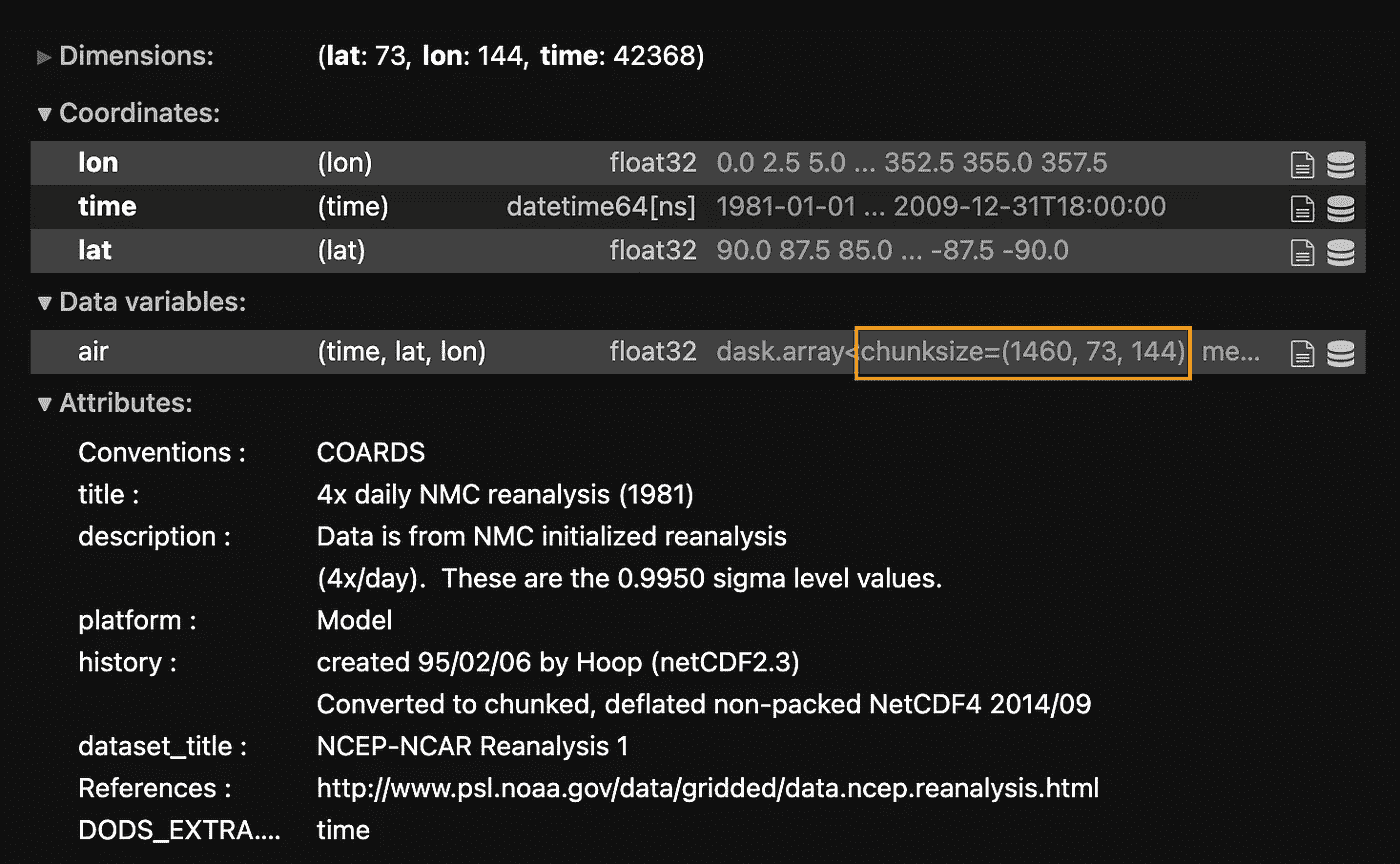 Dimensions: (lat: 73, lon: 144, time: 42368)
Coordinates:
lon (lon) float32 0.0 2.5 5.0 ... 352.5 355.0 357.5
time (time) datetime64[ns] 1981-01-01 ... 2009-12-31T18:00:00
lat (lat) float32 90.0 87.5 85.0 ... -87.5 -90.0
Data variables:
air (time, lat, lon) float32 dask.array<chunksize=(1460, 73, 144) me...
Attributes:
Conventions : COARDS
title : 4x daily NMC reanalysis (1981)
description : Data is from NMC initialized reanalysis
(4x/day).  These are the 0.9950 sigma level values.
platform : Model
history : created 95/02/06 by Hoop (netCDF2.3)
Converted to chunked, deflated non-packed NetCDF4 2014/09
dataset_title : NCEP-NCAR Reanalysis 1
References : http://www.psl.noaa.gov/data/gridded/data.ncep.reanalysis.html
DODS_EXTRA.... time